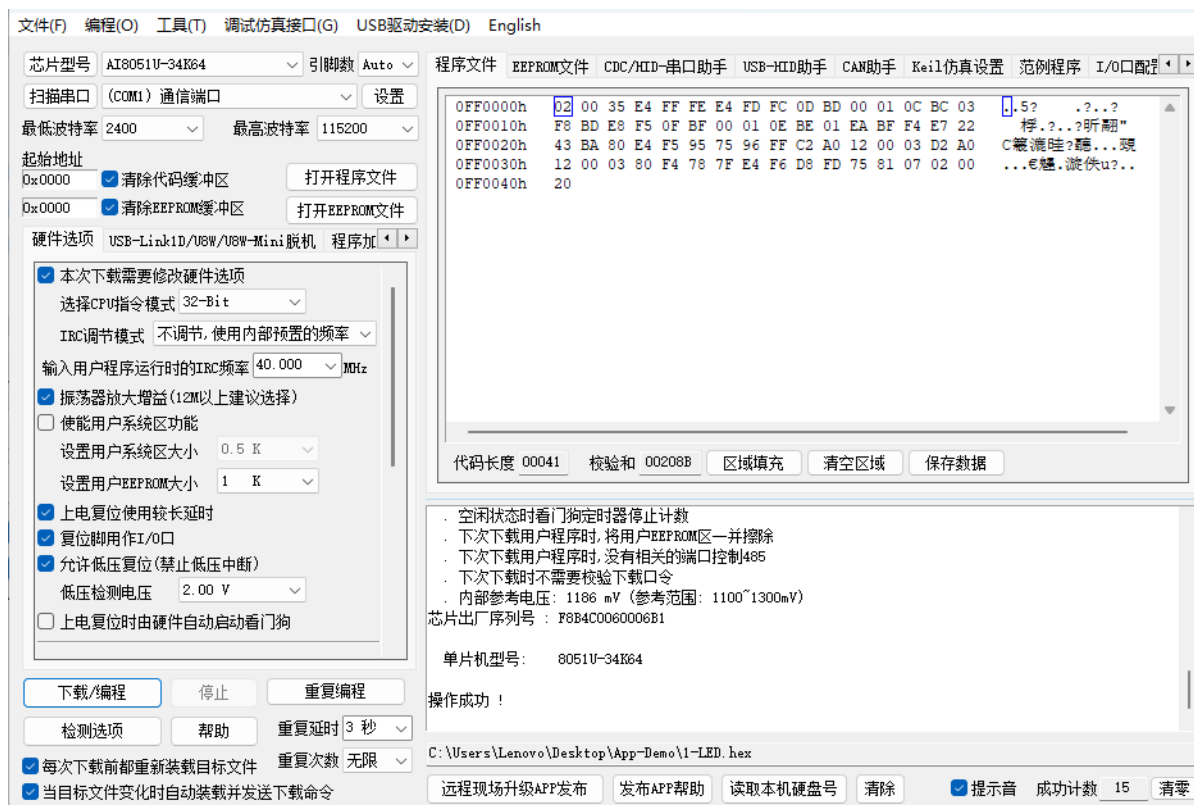 文件(F) 编程(O) 工具(T) 调试仿真接口(G) USB驱动安装(D) English
芯片型号 AI8051U-34K64 引脚数 Auto
扫描串口 (COM1) 通信端口 设置
最低波特率 2400 最高波特率 115200
起始地址
0x0000 清除代码缓冲区 打开程序文件
0x0000 清除EEPROM缓冲区 打开EEPROM文件
硬件选项 USB-Link1D/U8W/U8W-Mini脱机 程序加
本次下载需要修改硬件选项
选择CPU指令模式 32-Bit
IRC调节模式 不调节,使用内部预置的频率
输入用户程序运行时的IRC频率 40.000 MHz
振荡器放大增益(12M以上建议选择)
使能用户系统区功能
设置用户系统区大小 0.5 K
设置用户EEPROM大小 1 K
上电复位使用较长延时
复位脚用作I/O口
允许低压复位(禁止低压中断)
低压检测电压 2.00 V
上电复位时由硬件自动启动看门狗
下载/编程 停止 重复编程
检测选项 帮助 重复延时 3 秒
每次下载前都重新装载目标文件 重复次数 无限
当目标文件变化时自动装载并发送下载命令
程序文件 EEPROM文件 CDC/HID-串口助手 USB-HID助手 CAN助手 Keil仿真设置 范例程序 I/O口配
0FF0000h 02 00 35 E4 FF FE E4 FD FC 0D BD 00 01 0C BC 03 ..5? .?..?
0FF0010h F8 BD E8 F5 0F BF 00 01 0E BE 01 EA BF F4 E7 22
0FF0020h 43 BA 80 E4 F5 95 75 96 FF C2 A0 12 00 03 D2 A0
0FF0030h 12 00 03 80 F4 78 7F E4 F6 D8 FD 75 81 07 02 00
0FF0040h 20
代码长度 00041 校验和 00208B 区域填充 清空区域 保存数据
. 空闲状态时看门狗定时器停止计数
. 下次下载用户程序时,将用户EEPROM区一并擦除
. 下次下载用户程序时,没有相关的端口控制485
. 下次下载时不需要校验下载口令
. 内部参考电压: 1186 mV (参考范围: 1100~1300mV)
芯片出厂序列号 : F8B4C0060006B1
单片机型号: 8051U-34K64
操作成功 !
C:\Users\Lenovo\Desktop\App-Demo\1-LED.hex
远程现场升级APP发布 发布APP帮助 读取本机硬盘号 清除 提示音 成功计数 15 清零